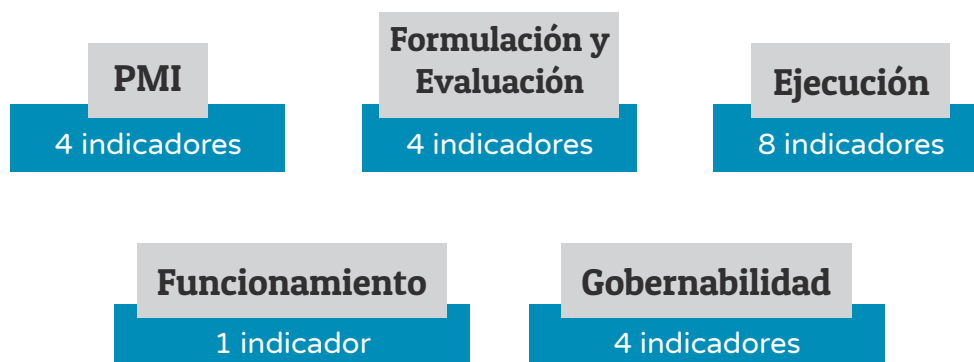 PMI
4 indicadores
Formulación y
Evaluación
4 indicadores
Ejecución
8 indicadores
Funcionamiento
1 indicador
Gobernabilidad
4 indicadores